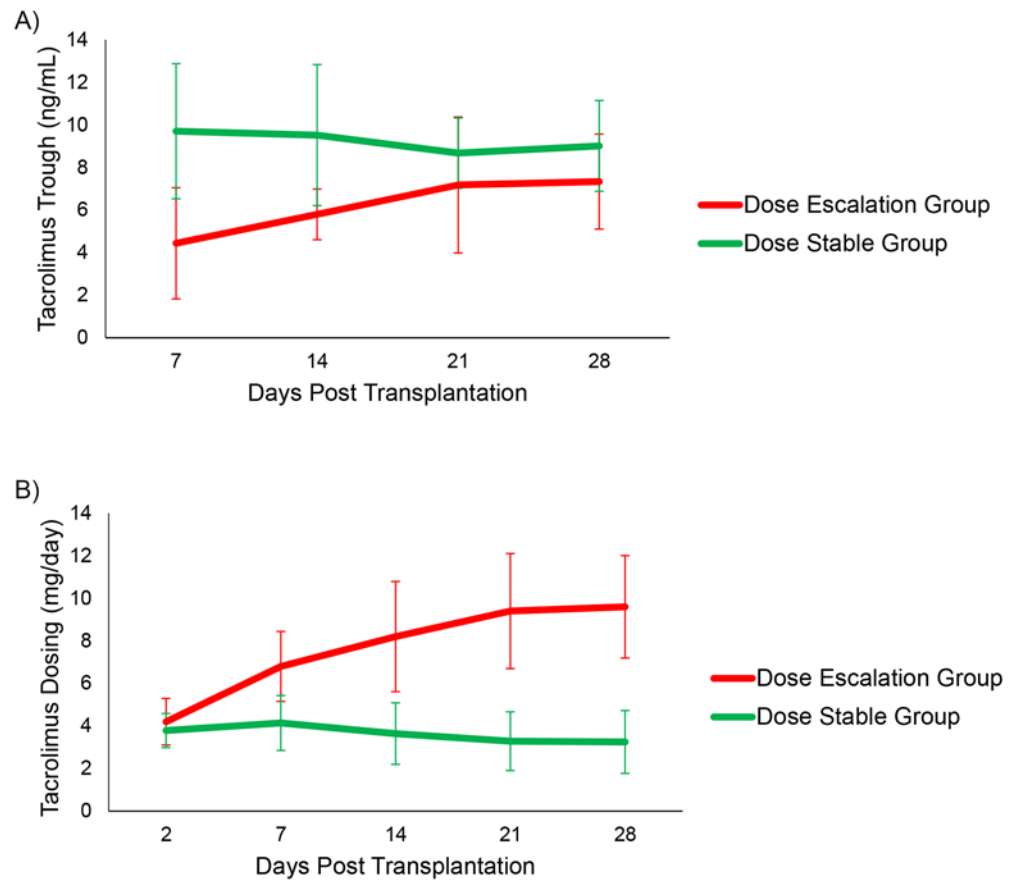 A)
Tacrolimus Trough (ng/mL)
14
12
10
8
6
4
2
0
7 14 21 28
Days Post Transplantation
Dose Escalation Group
Dose Stable Group
B)
Tacrolimus Dosing (mg/day)
14
12
10
8
6
4
2
0
2 7 14 21 28
Days Post Transplantation
Dose Escalation Group
Dose Stable Group